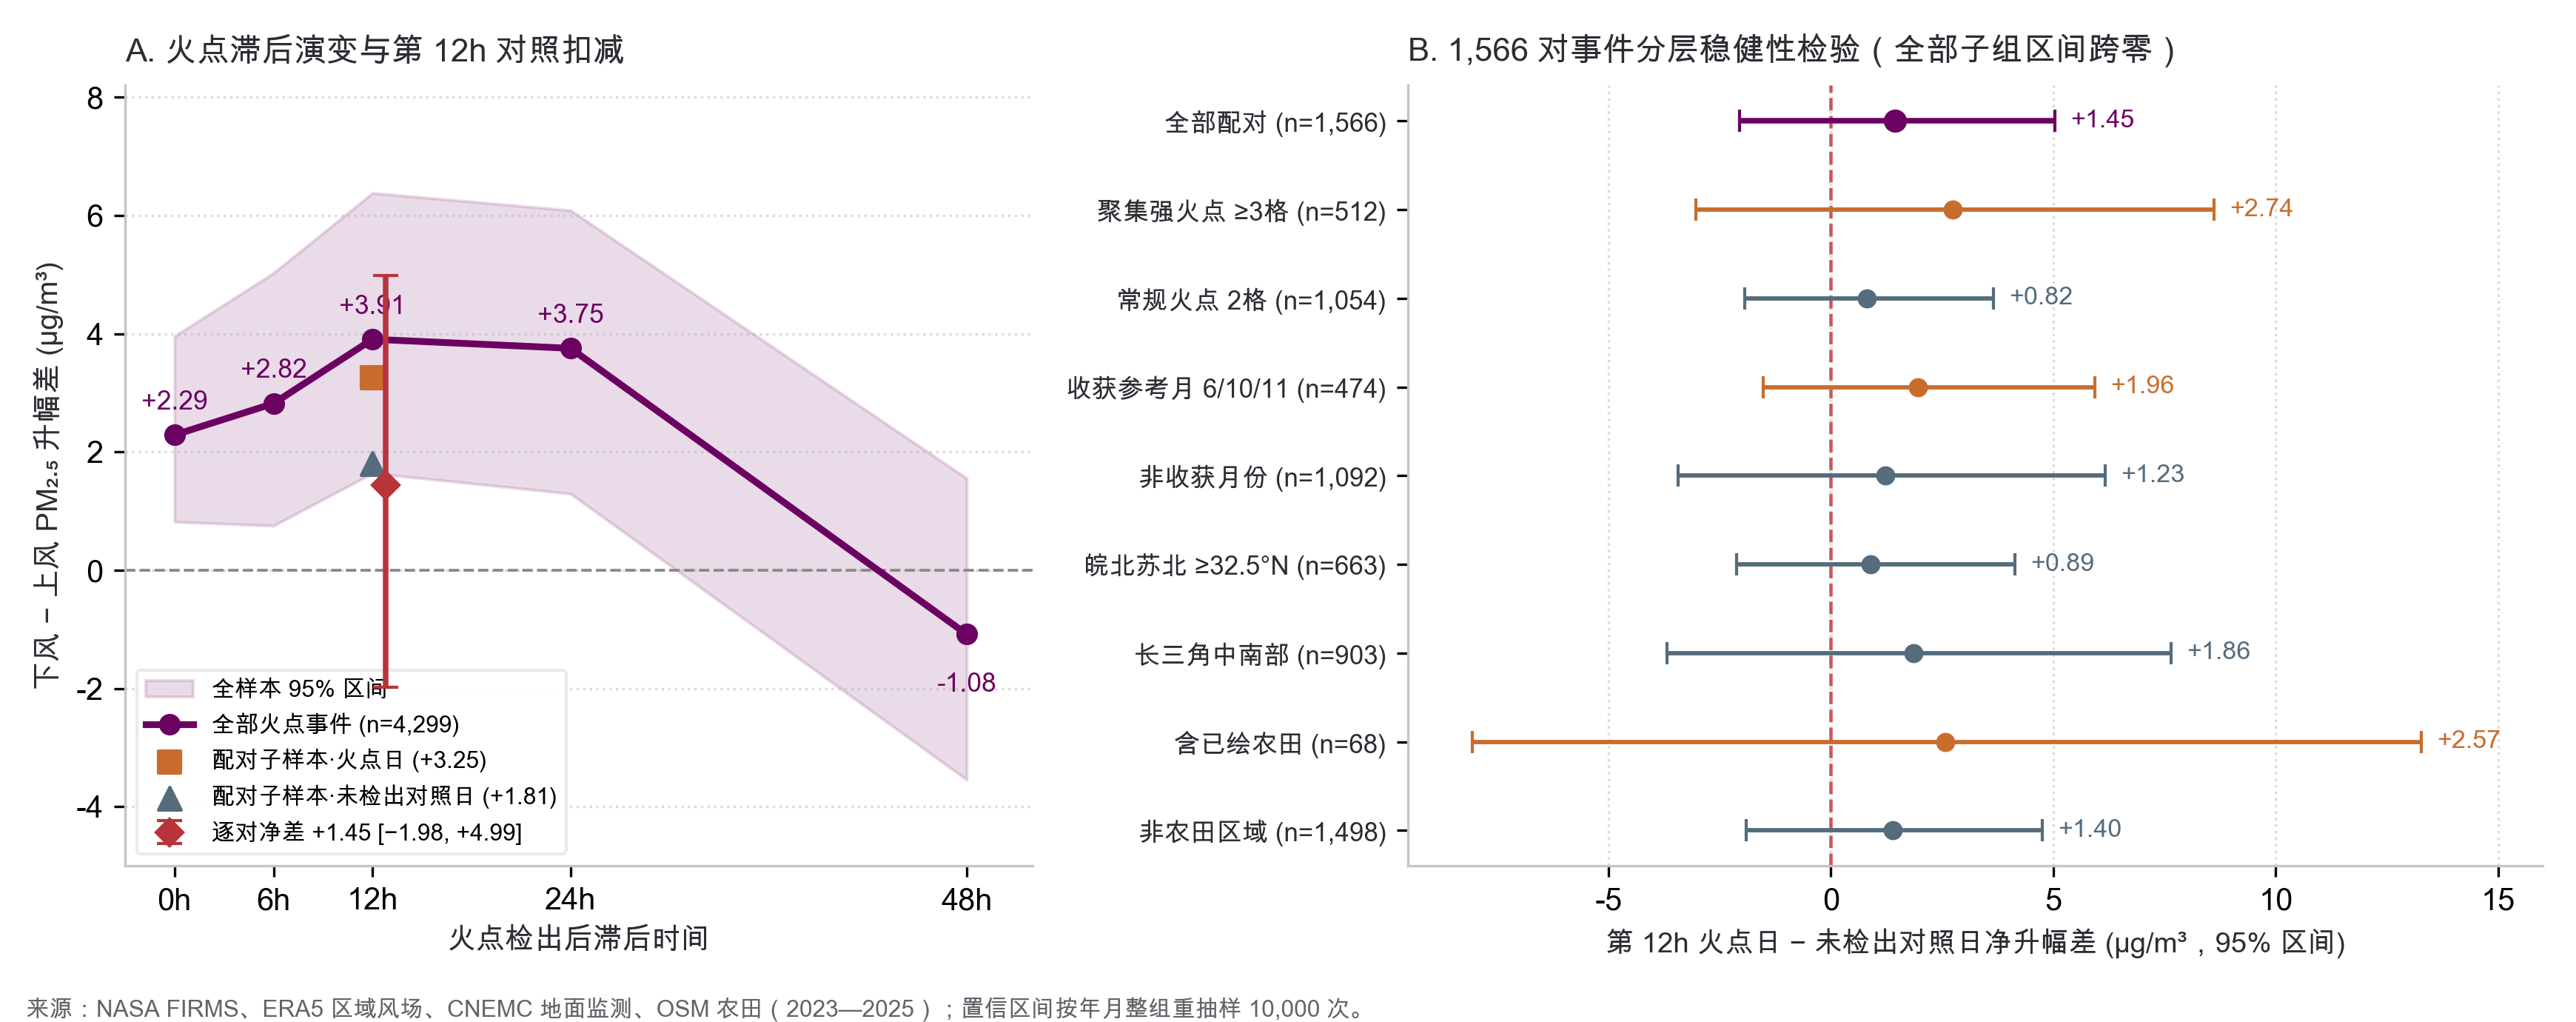 A. 火点滞后演变与第 12h 对照扣减
下风 − 上风 PM₂.₅ 升幅差 (μg/m³)
8
6
4
2
0
-2
-4
+2.29
+2.82
+3.91
+3.75
-1.08
全样本 95% 区间
全部火点事件 (n=4,299)
配对子样本·火点日 (+3.25)
配对子样本·未检出对照日 (+1.81)
逐对净差 +1.45 [−1.98, +4.99]
0h
6h
12h
24h
48h
火点检出后滞后时间
B. 1,566 对事件分层稳健性检验（全部子组区间跨零）
全部配对 (n=1,566)
+1.45
聚集强火点 ≥3格 (n=512)
+2.74
常规火点 2格 (n=1,054)
+0.82
收获参考月 6/10/11 (n=474)
+1.96
非收获月份 (n=1,092)
+1.23
皖北苏北 ≥32.5°N (n=663)
+0.89
长三角中南部 (n=903)
+1.86
含已绘农田 (n=68)
+2.57
非农田区域 (n=1,498)
+1.40
-5
0
5
10
15
第 12h 火点日 − 未检出对照日净升幅差 (μg/m³，95% 区间)
来源：NASA FIRMS、ERA5 区域风场、CNEMC 地面监测、OSM 农田（2023—2025）；置信区间按年月整组重抽样 10,000 次。